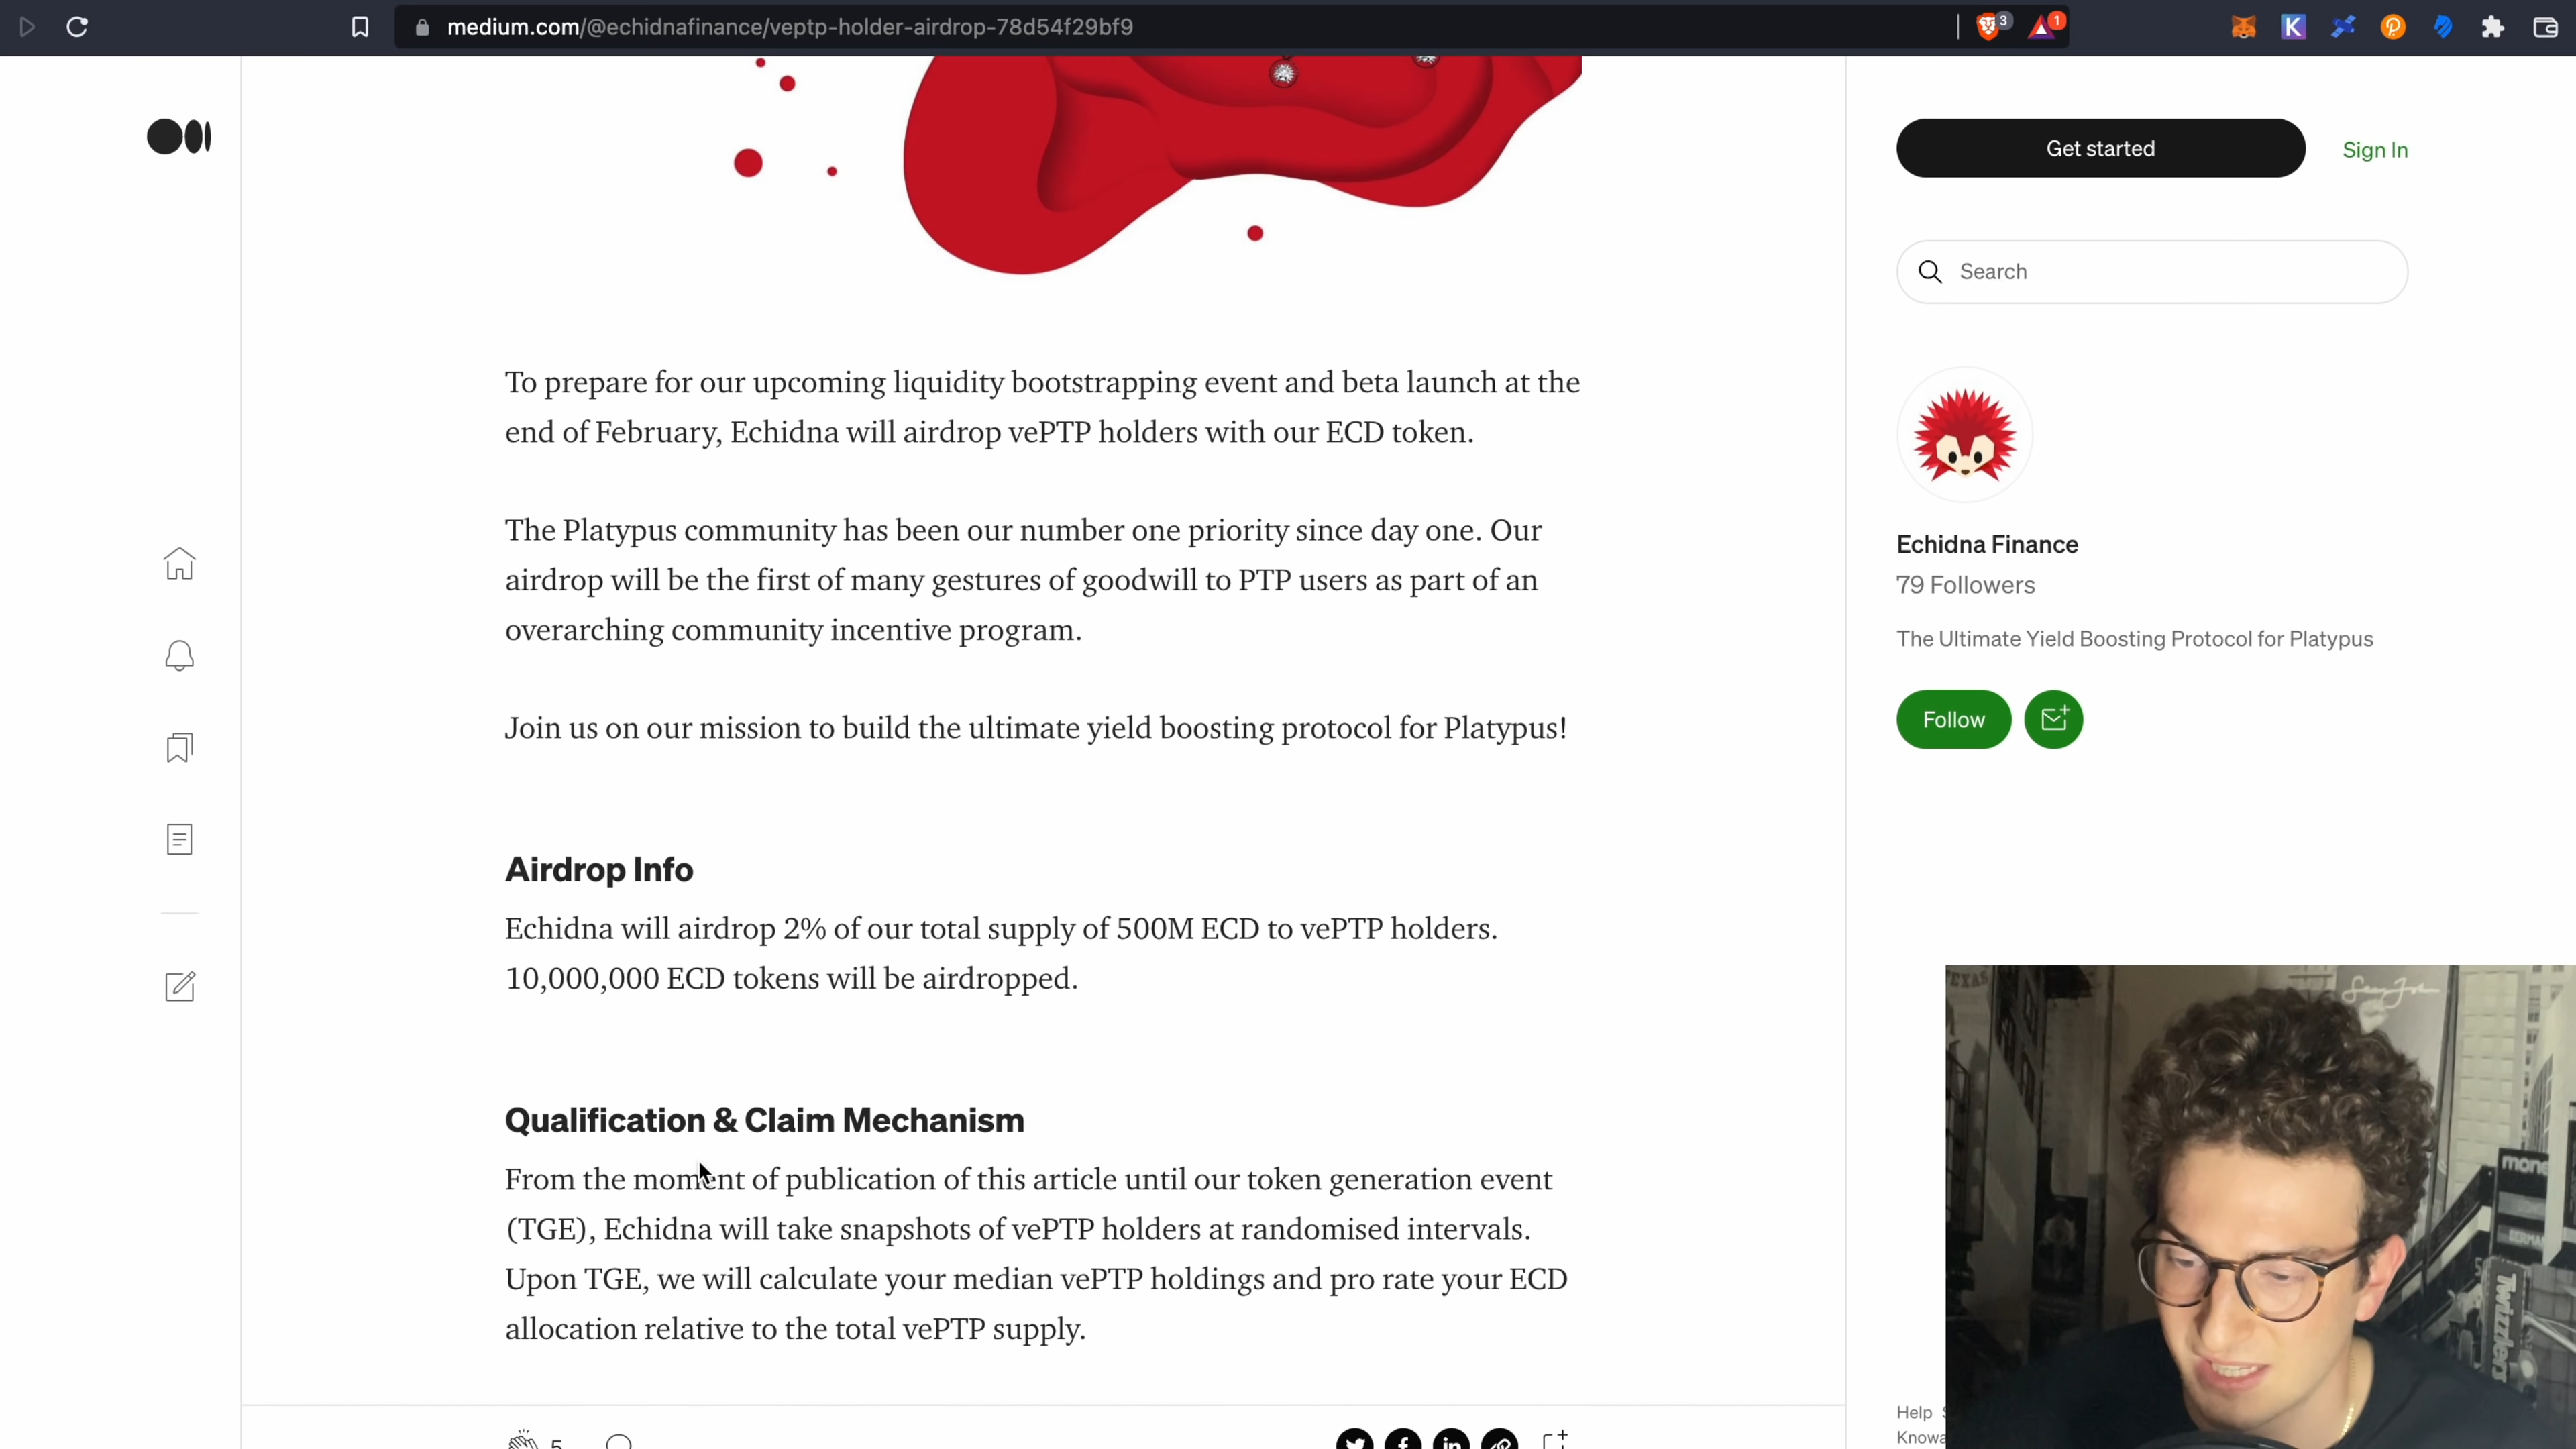 medium.com/@echidnafinance/veptp-holder-airdrop-78d54f29bf9
3
1
K
Get started
Sign In
Search
To prepare for our upcoming liquidity bootstrapping event and beta launch at the
end of February, Echidna will airdrop vePTP holders with our ECD token.
The Platypus community has been our number one priority since day one. Our
airdrop will be the first of many gestures of goodwill to PTP users as part of an
overarching community incentive program.
Join us on our mission to build the ultimate yield boosting protocol for Platypus!
Airdrop Info
Echidna will airdrop 2% of our total supply of 500M ECD to vePTP holders.
10,000,000 ECD tokens will be airdropped.
Qualification & Claim Mechanism
From the moment of publication of this article until our token generation event
(TGE), Echidna will take snapshots of vePTP holders at randomised intervals.
Upon TGE, we will calculate your median vePTP holdings and pro rate your ECD
allocation relative to the total vePTP supply.
5
Echidna Finance
79 Followers
The Ultimate Yield Boosting Protocol for Platypus
Follow
TEXAS
Twizzlers
Help